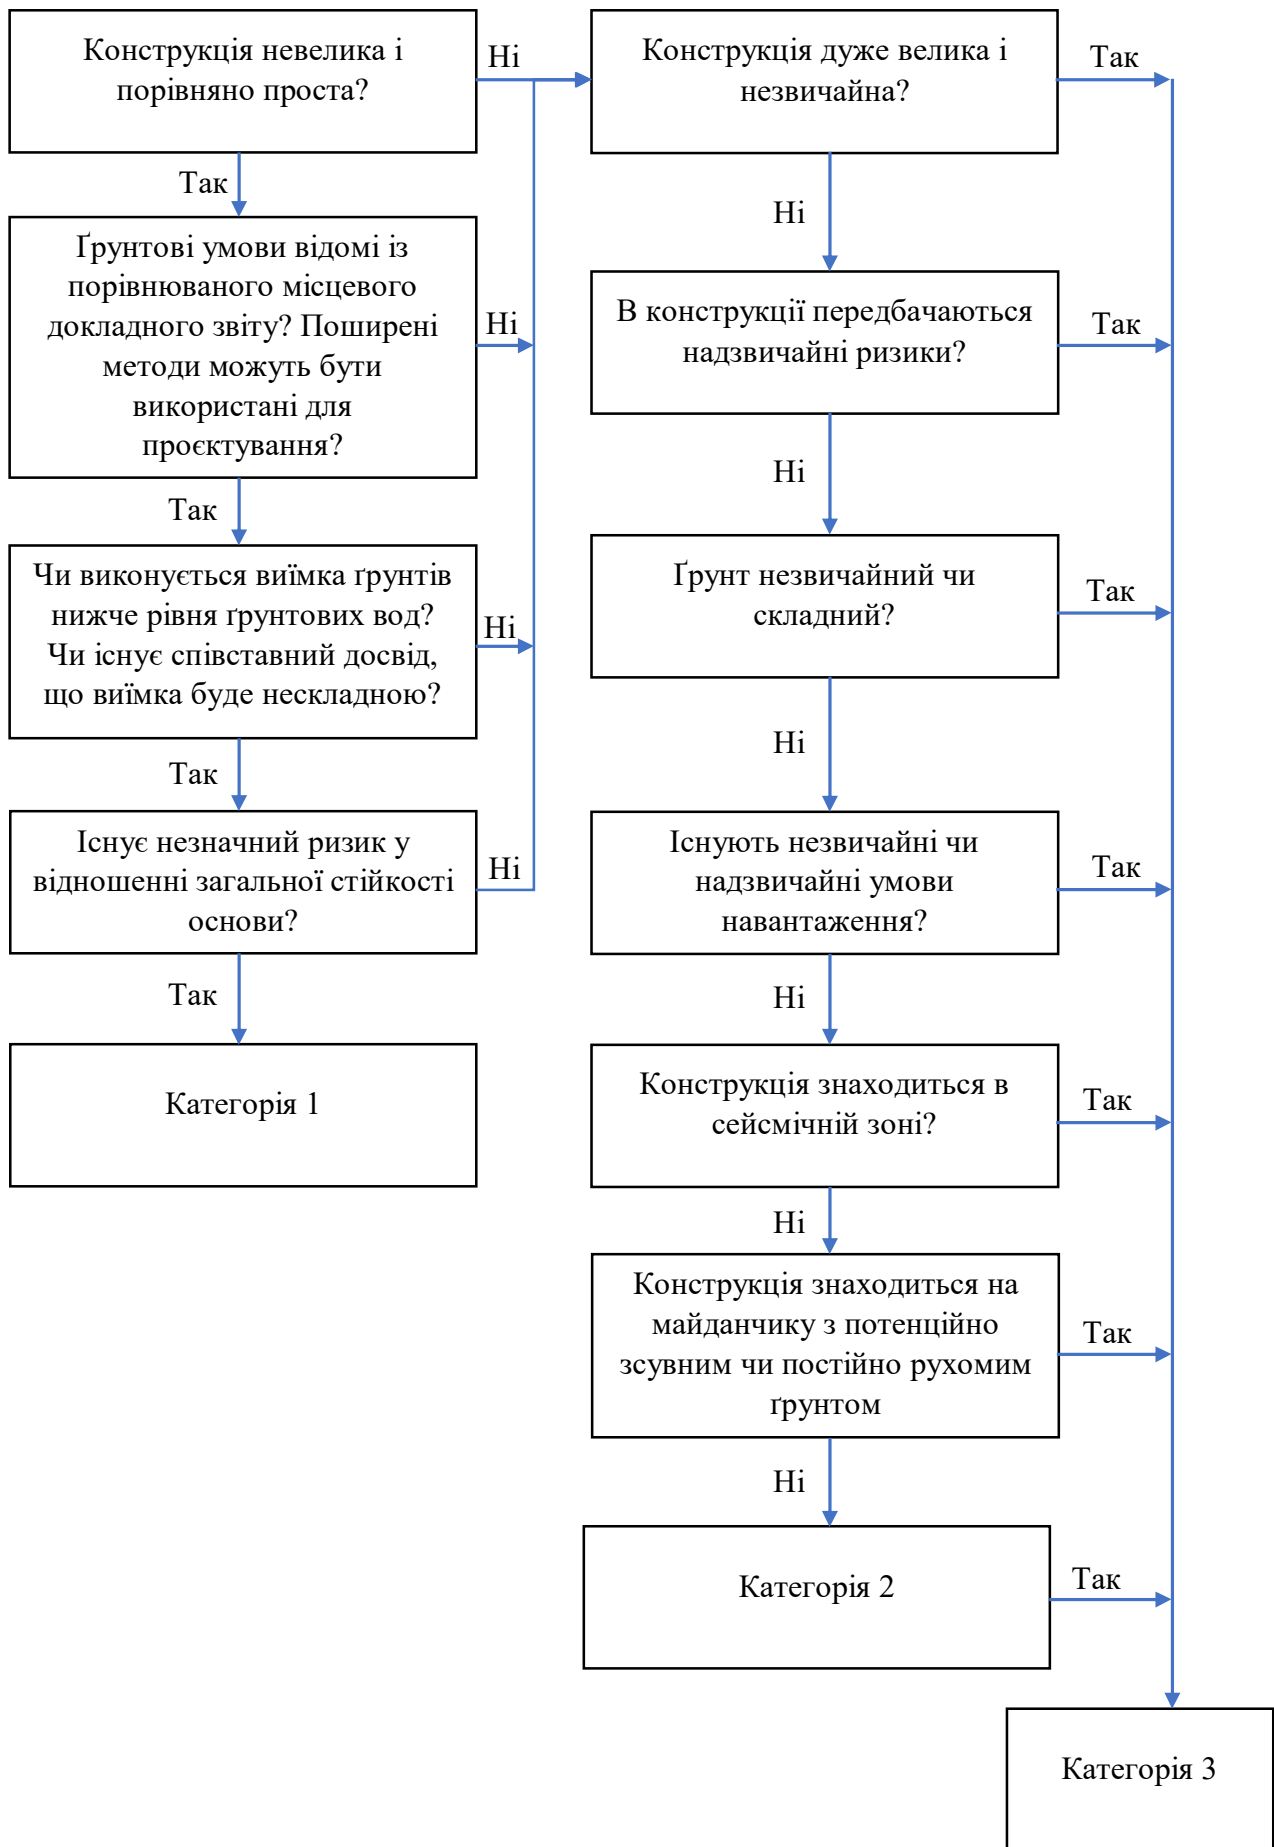 Конструкція невелика і
порівняно проста?
Ні
Конструкція дуже велика і
незвичайна?
Так
Так
Ні
Ґрунтові умови відомі із
порівнюваного місцевого
докладного звіту? Поширені
методи можуть бути
використані для
проєктування?
Ні
В конструкції передбачаються
надзвичайні ризики?
Так
Так
Ні
Чи виконується виїмка ґрунтів
нижче рівня ґрунтових вод?
Чи існує співставний досвід,
що виїмка буде нескладною?
Ні
Ґрунт незвичайний чи
складний?
Так
Так
Ні
Існує незначний ризик у
відношенні загальної стійкості
основи?
Ні
Існують незвичайні чи
надзвичайні умови
навантаження?
Так
Так
Ні
Категорія 1
Конструкція знаходиться в
сейсмічній зоні?
Так
Ні
Конструкція знаходиться на
майданчику з потенційно
зсувним чи постійно рухомим
ґрунтом
Так
Ні
Категорія 2
Так
Категорія 3